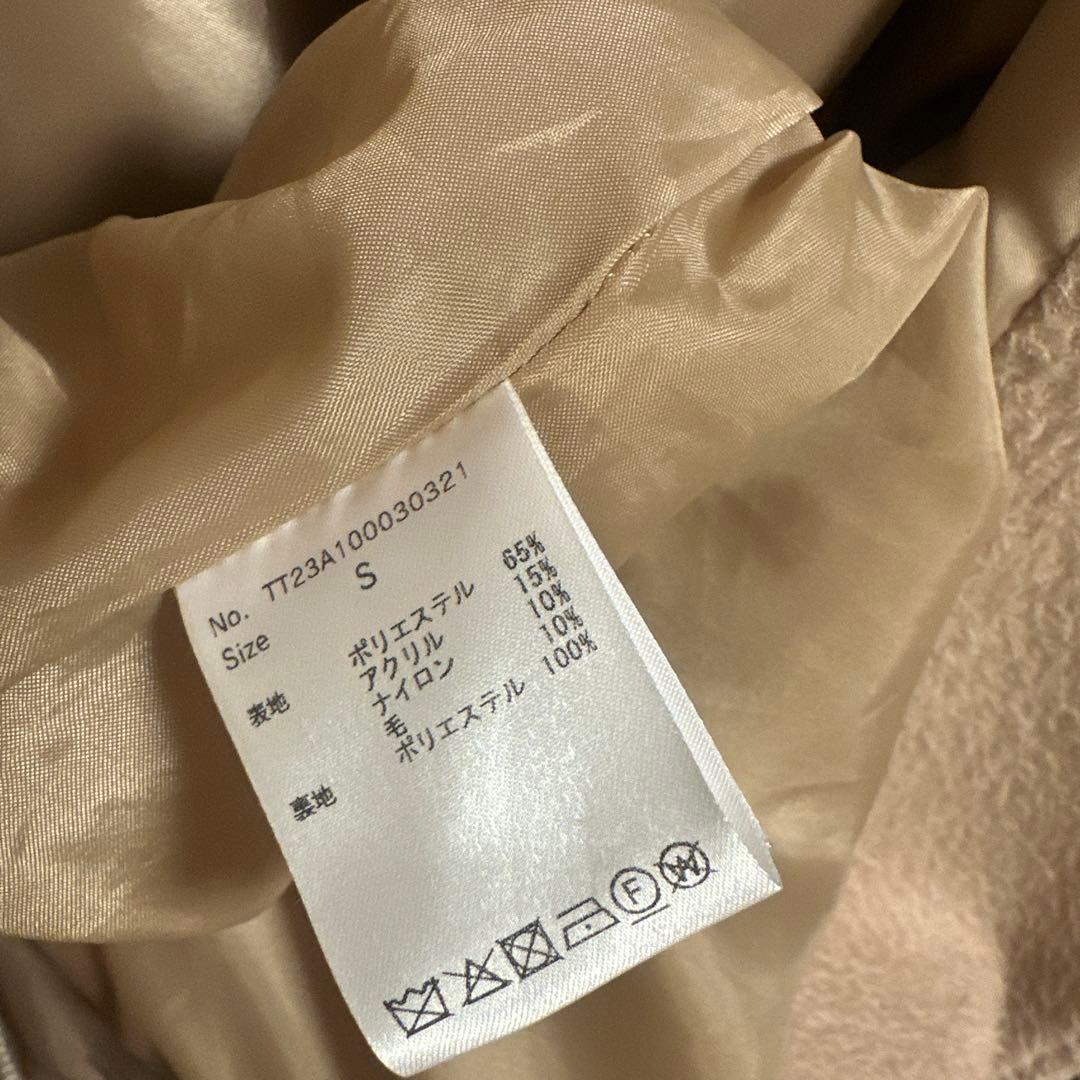 No. TT23A100030321
Size S
表地 ポリエステル 65%
アクリル 15%
ナイロン 10%
毛 10%
裏地 ポリエステル 100%
F W